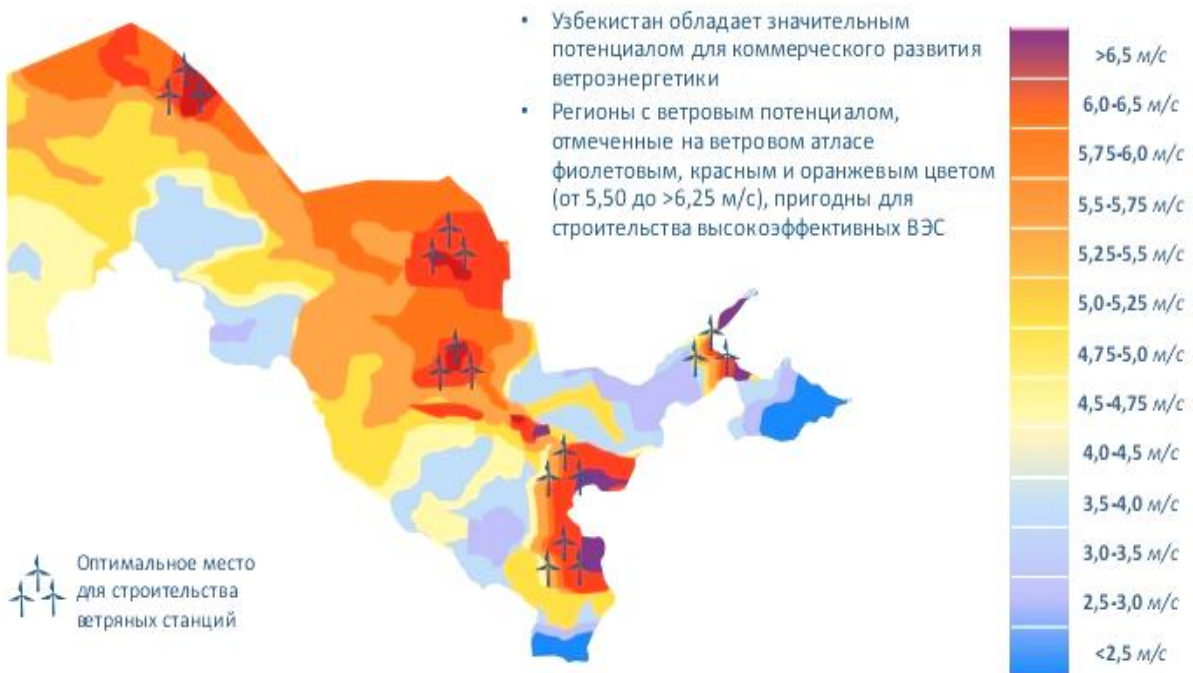 • Узбекистан обладает значительным
потенциалом для коммерческого развития
ветроэнергетики
• Регионы с ветровым потенциалом,
отмеченные на ветровом атласе
фиолетовым, красным и оранжевым цветом
(от 5,50 до >6,25 м/с), пригодны для
строительства высокоэффективных ВЭС
>6,5 м/с
6,0-6,5 м/с
5,75-6,0 м/с
5,5-5,75 м/с
5,25-5,5 м/с
5,0-5,25 м/с
4,75-5,0 м/с
4,5-4,75 м/с
4,0-4,5 м/с
3,5-4,0 м/с
3,0-3,5 м/с
2,5-3,0 м/с
<2,5 м/с
Оптимальное место
для строительства
ветряных станций